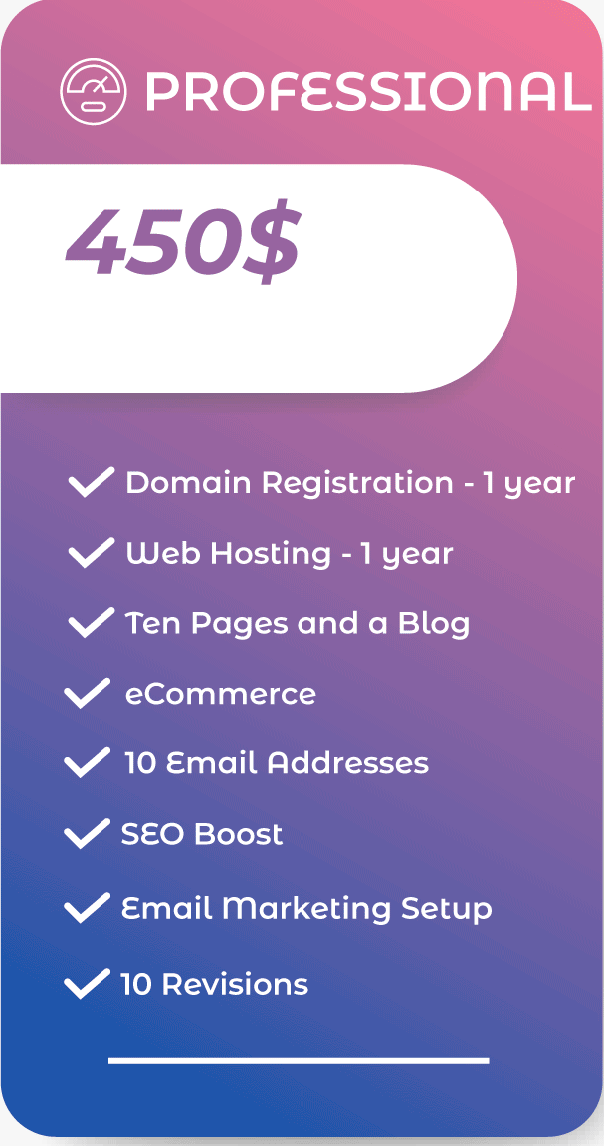 PROFESSIONAL
450$
Domain Registration - 1 year
Web Hosting - 1 year
Ten Pages and a Blog
eCommerce
10 Email Addresses
SEO Boost
Email Marketing Setup
10 Revisions